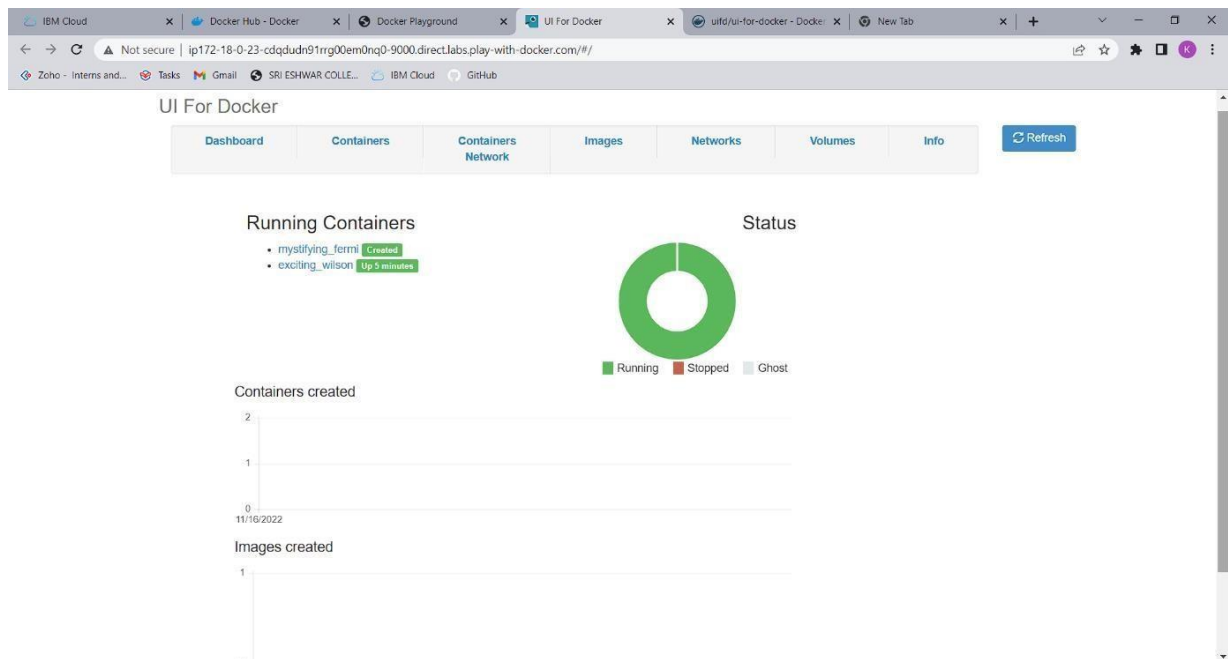 IBM Cloud
Docker Hub - Docker
Docker Playground
UI For Docker
uifd/ui-for-docker - Docker
New Tab
Not secure
ip172-18-0-23-cdqdudn91rrg00em0nq0-9000.direct.labs.play-with-docker.com/#/
K
Zoho - Interns and...
Tasks
Gmail
SRI ESHWAR COLLE...
IBM Cloud
GitHub
UI For Docker
Dashboard
Containers
Containers
Network
Images
Networks
Volumes
Info
Refresh
Running Containers
mystifying_fermi Created
exciting_wilson Up 5 minutes
Status
Running Stopped Ghost
Containers created
2
1
0
11/16/2022
Images created
1